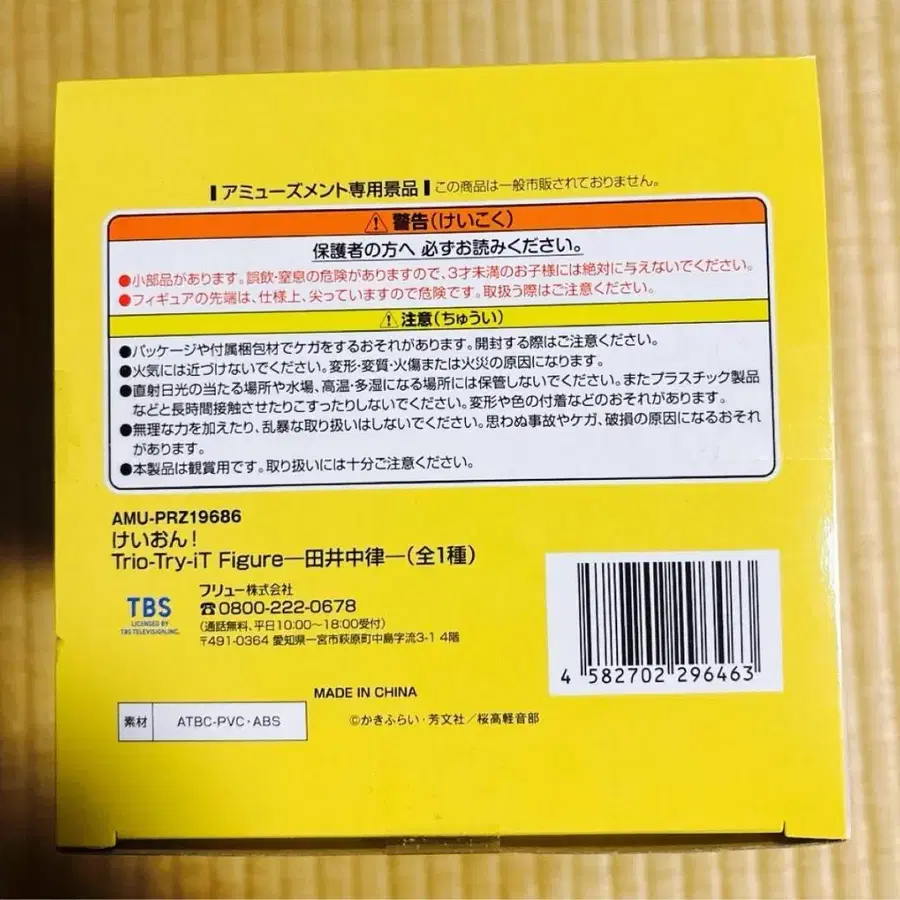 アミューズメント専用景品 この商品は一般市販されておりません。
⚠警告(けいこく)
保護者の方へ 必ずお読みください。
●小部品があります。誤飲・窒息の危険がありますので、3才未満のお子様には絶対に与えないでください。
●フィギュアの先端は、仕様上、尖っていますので危険です。取扱う際はご注意ください。
⚠注意(ちゅうい)
●パッケージや付属梱包材でケガをするおそれがあります。開封する際はご注意ください。
●火気には近づけないでください。変形・変質・火傷または火災の原因になります。
●直射日光の当たる場所や水場、高温・多湿になる場所には保管しないでください。またプラスチック製品
などと長時間接触させたりこすったりしないでください。変形や色の付着などのおそれがあります。
●無理な力を加えたり、乱暴な取り扱いはしないでください。思わぬ事故やケガ、破損の原因になるおそれ
があります。
●本製品は観賞用です。取り扱いには十分ご注意ください。
AMU-PRZ19686
けいおん!
Trio-Try-iT Figure—田井中律—(全1種)
TBS
LICENSED BY
TBS TELEVISION,INC.
フリュー株式会社
☎0800-222-0678
(通話無料、平日10:00~18:00受付)
〒491-0364 愛知県一宮市萩原町中島字流3-1 4階
4 582702 296463
MADE IN CHINA
素材 ATBC-PVC・ABS
©かきふらい・芳文社/桜高軽音部